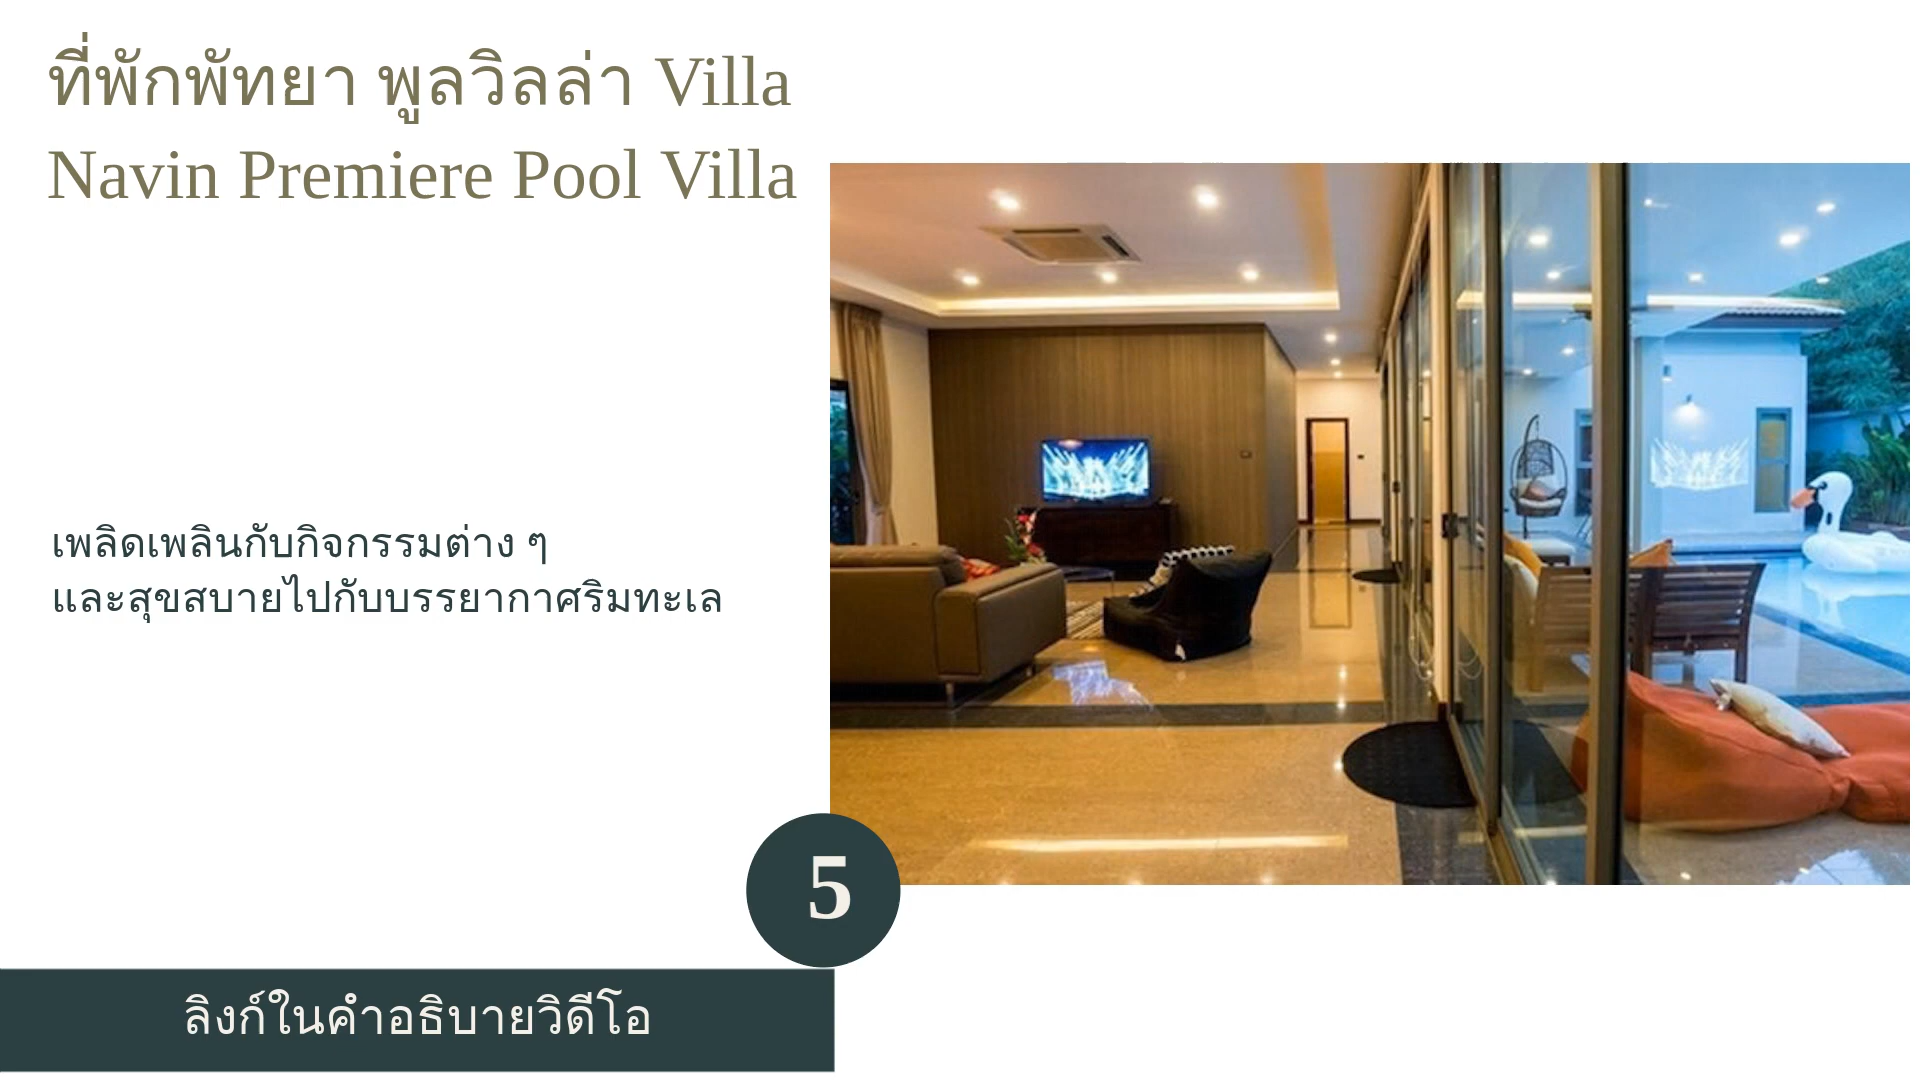 ที่พักพัทยา พูลวิลล่า Villa
Navin Premiere Pool Villa
เพลิดเพลินกับกิจกรรมต่าง ๆ
และสุขสบายไปกับบรรยากาศริมทะเล
5
ลิงก์ในคำอธิบายวิดีโอ